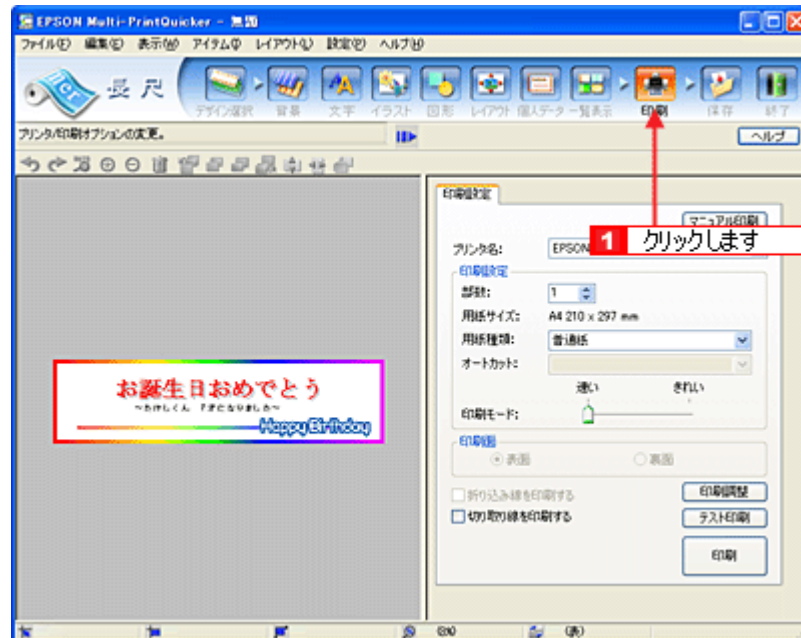 EPSON Multi-PrintQuicker - 無題
ファイル(F) 編集(E) 表示(W) アイテム(I) レイアウト(L) 設定(P) ヘルプ(H)
長尺
デザイン選択 背景 文字 イラスト 図形 レイアウト 個人データ 一覧表示 印刷 保存 終了
プリンタ/印刷オプションの変更。
ヘルプ
印刷設定
マニュアル印刷
1 クリックします
プリンタ名: EPSON
印刷設定
部数: 1
用紙サイズ: A4 210 x 297 mm
用紙種類: 普通紙
オートカット:
速い きれい
印刷モード:
印刷面
表面 裏面
折り込み線を印刷する
印刷調整
切り取り線を印刷する
テスト印刷
印刷
お誕生日おめでとう
Happy Birthday